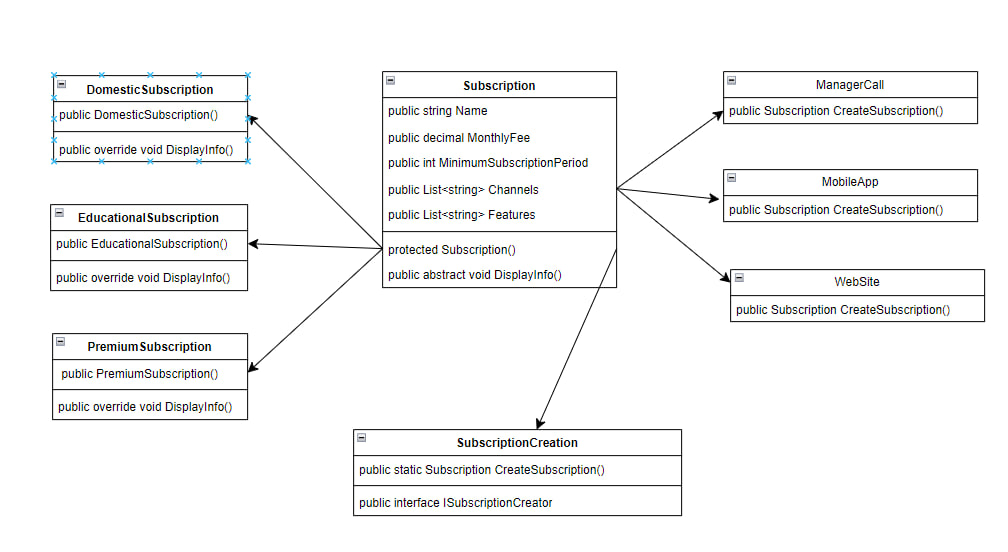 DomesticSubscription
public DomesticSubscription()
public override void DisplayInfo()
EducationalSubscription
public EducationalSubscription()
public override void DisplayInfo()
PremiumSubscription
public PremiumSubscription()
public override void DisplayInfo()
Subscription
public string Name
public decimal MonthlyFee
public int MinimumSubscriptionPeriod
public List<string> Channels
public List<string> Features
protected Subscription()
public abstract void DisplayInfo()
ManagerCall
public Subscription CreateSubscription()
MobileApp
public Subscription CreateSubscription()
WebSite
public Subscription CreateSubscription()
SubscriptionCreation
public static Subscription CreateSubscription()
public interface ISubscriptionCreator